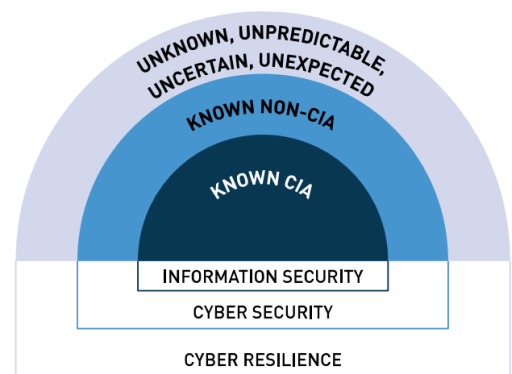 UNKNOWN, UNPREDICTABLE,
UNCERTAIN, UNEXPECTED
KNOWN NON-CIA
KNOWN CIA
INFORMATION SECURITY
CYBER SECURITY
CYBER RESILIENCE